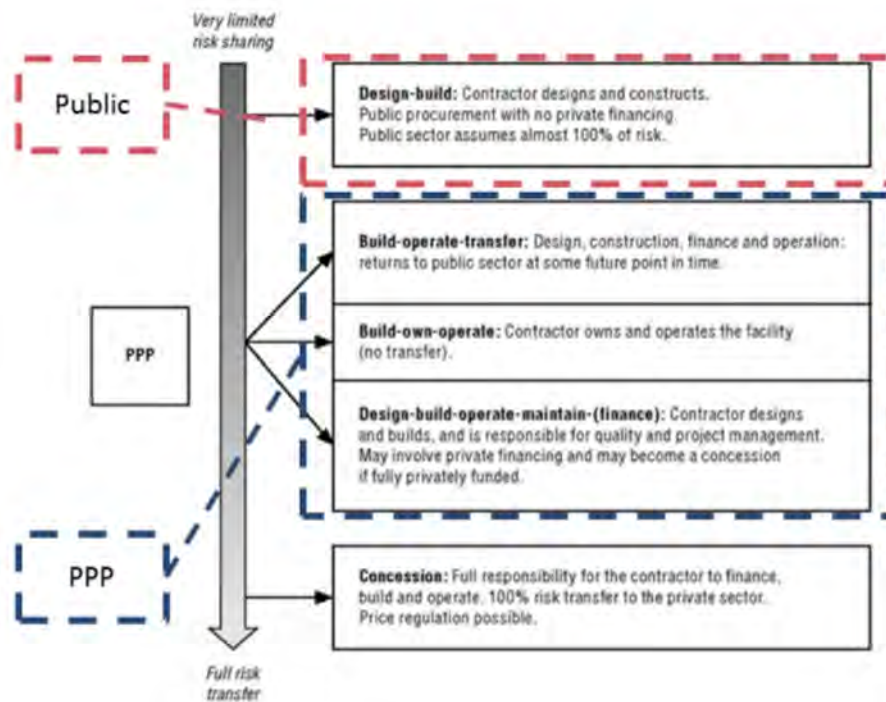 Very limited
risk sharing
Public
Design-build: Contractor designs and constructs.
Public procurement with no private financing
Public sector assumes almost 100% of risk.
Build-operate-transfer: Design, construction, finance and operation:
returns to public sector at some future point in time.
PPP
Build-own-operate: Contractor owns and operates the facility
(no transfer).
Design-build-operate-maintain-(finance): Contractor designs
and builds, and is responsible for quality and project management.
May involve private financing and may become a concession
if fully privately funded.
PPP
Concession: Full responsibility for the contractor to finance,
build and operate. 100% risk transfer to the private sector.
Price regulation possible.
Full risk
transfer